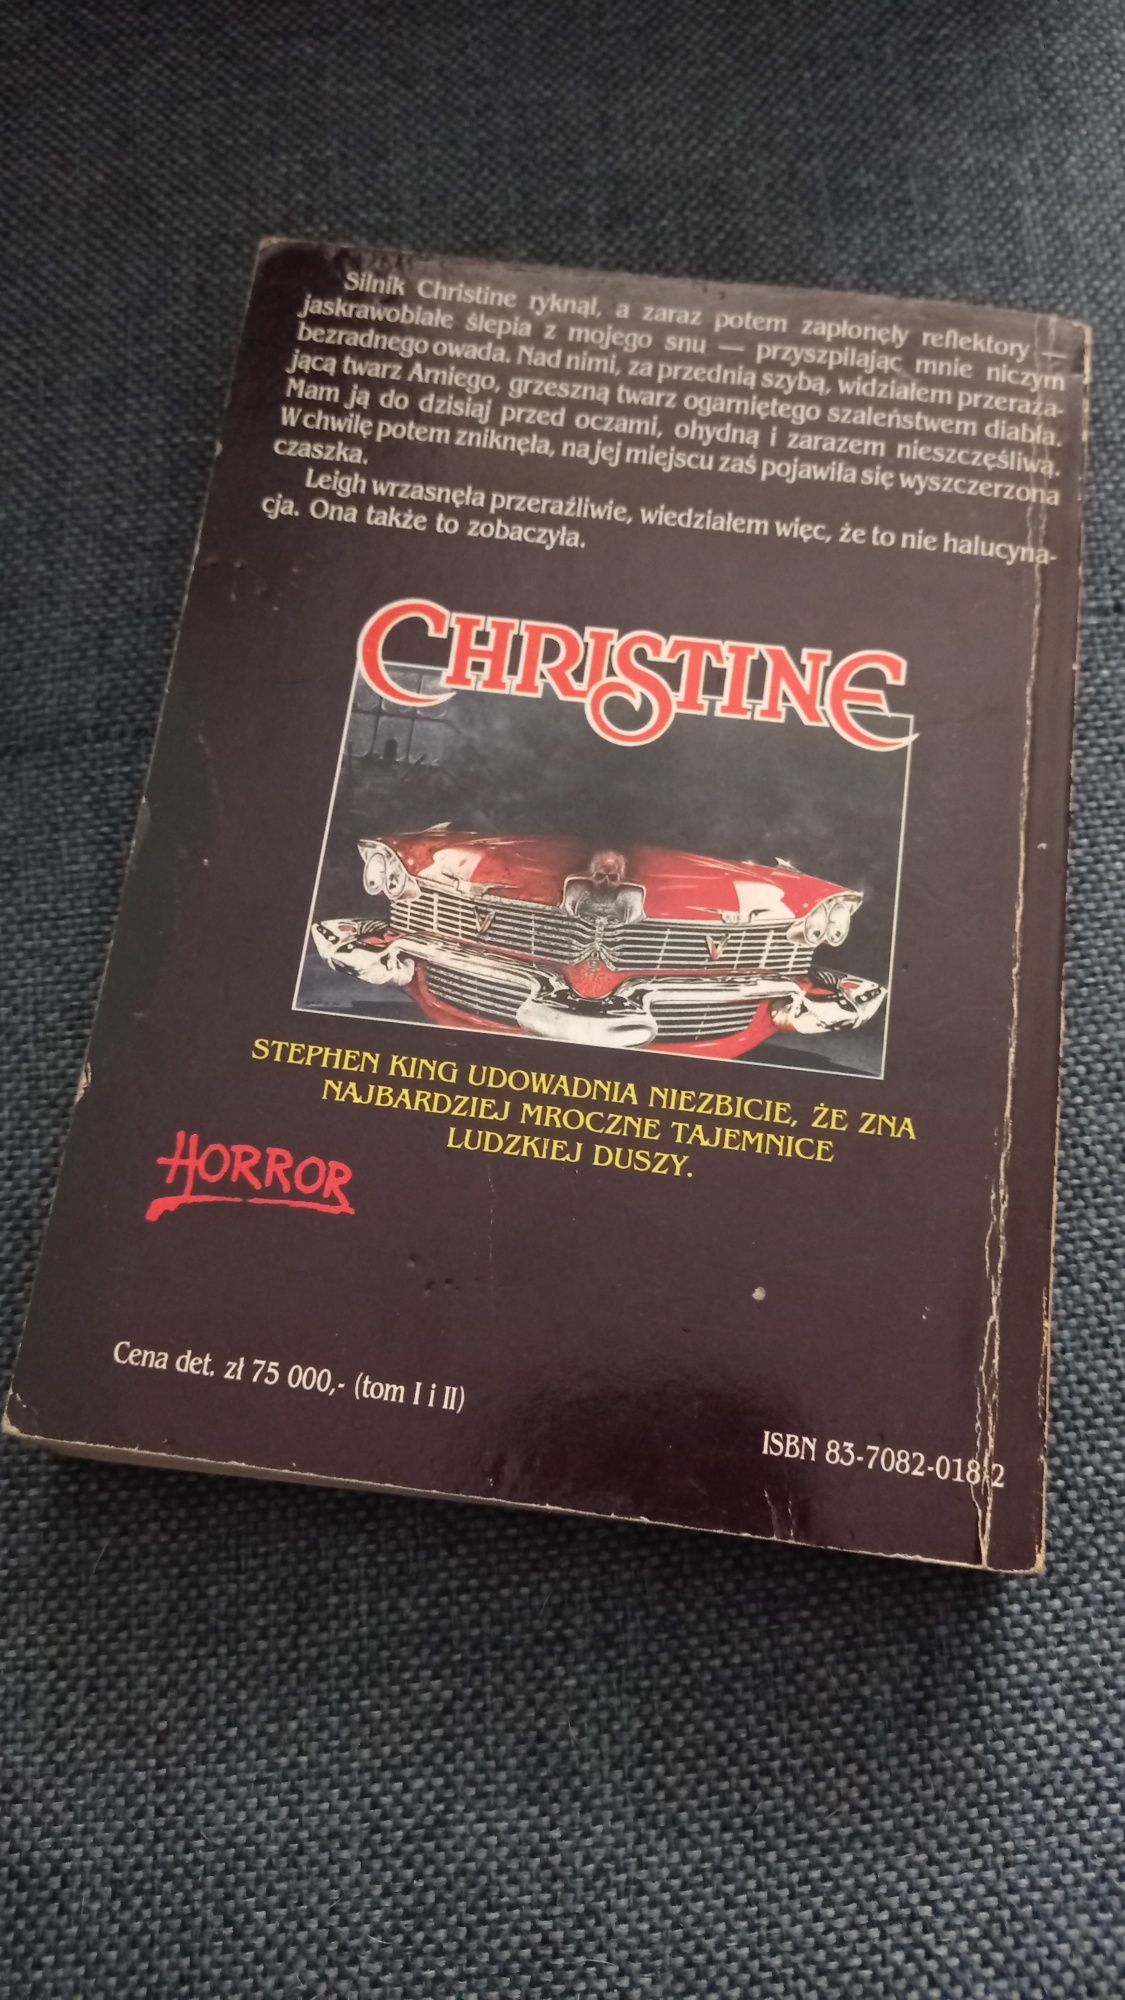 Silnik Christine ryknął, a zaraz potem zapłonęły reflektory —
jaskrawobiałe ślepia z mojego snu — przyszpilając mnie niczym
bezradnego owada. Nad nimi, za przednią szybą, widziałem przeraża-
jącą twarz Arniego, grzeszną twarz ogarniętego szaleństwem diabła.
Mam ją do dzisiaj przed oczami, ohydną i zarazem nieszczęśliwą.
W chwilę potem zniknęła, na jej miejscu zaś pojawiła się wyszczerzona
czaszka.
Leigh wrzasnęła przeraźliwie, wiedziałem więc, że to nie halucyna-
cja. Ona także to zobaczyła.
CHRISTINE
STEPHEN KING UDOWADNIA NIEZBICIE, ŻE ZNA
NAJBARDZIEJ MROCZNE TAJEMNICE
LUDZKIEJ DUSZY.
HORROR
Cena det. zł 75 000,- (tom I i II)
ISBN 83-7082-018-2